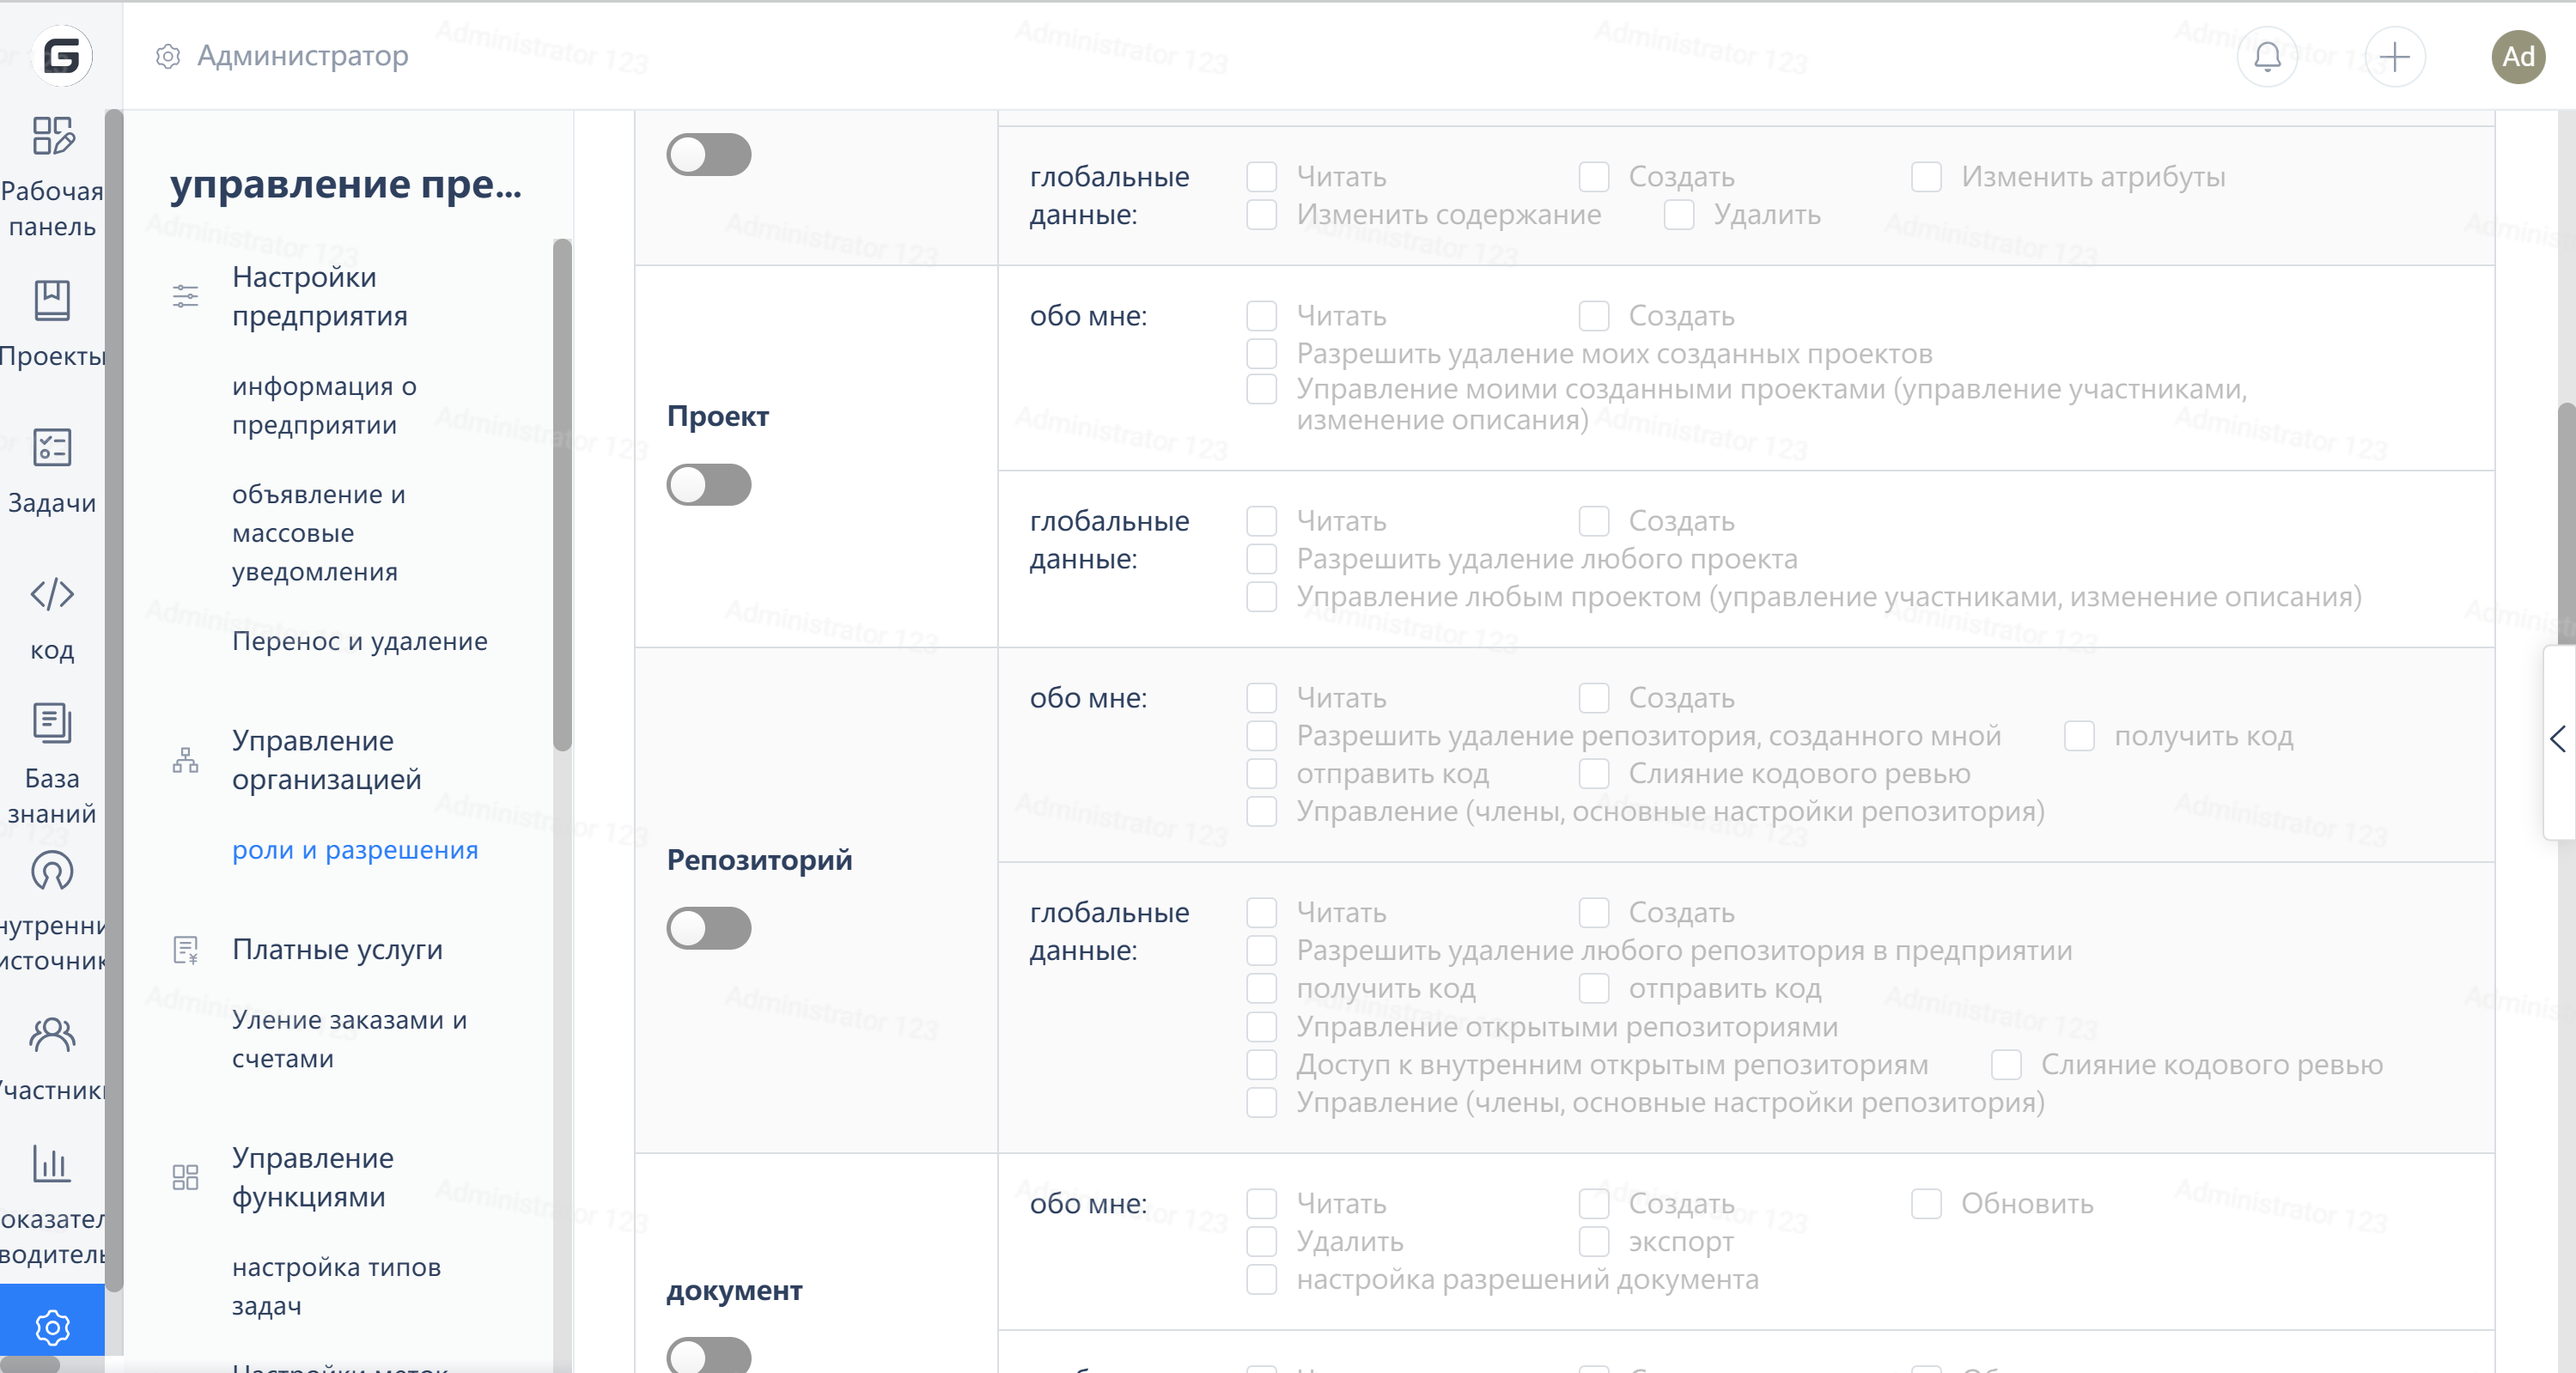 Администратор
Ad
Рабочая
панель
Проекты
Задачи
код
База
знаний
управление пре...
Настройки
предприятия
информация о
предприятии
объявление и
массовые
уведомления
Перенос и удаление
Управление
организацией
роли и разрешения
Платные услуги
Уление заказами и
счетами
Управление
функциями
настройка типов
задач
глобальные данные:
Читать Создать Изменить атрибуты
Изменить содержание Удалить
Проект
обо мне: Читать Создать
Разрешить удаление моих созданных проектов
Управление моими созданными проектами (управление участниками,
изменение описания)
глобальные данные:
Читать Создать
Разрешить удаление любого проекта
Управление любым проектом (управление участниками, изменение описания)
Репозиторий
обо мне: Читать Создать
Разрешить удаление репозитория, созданного мной получить код
отправить код Слияние кодового ревью
Управление (члены, основные настройки репозитория)
глобальные данные:
Читать Создать
Разрешить удаление любого репозитория в предприятии
получить код отправить код
Управление открытыми репозиториями
Доступ к внутренним открытым репозиториям Слияние кодового ревью
Управление (члены, основные настройки репозитория)
документ
обо мне: Читать Создать Обновить
Удалить экспорт
настройка разрешений документа
Administrator 123